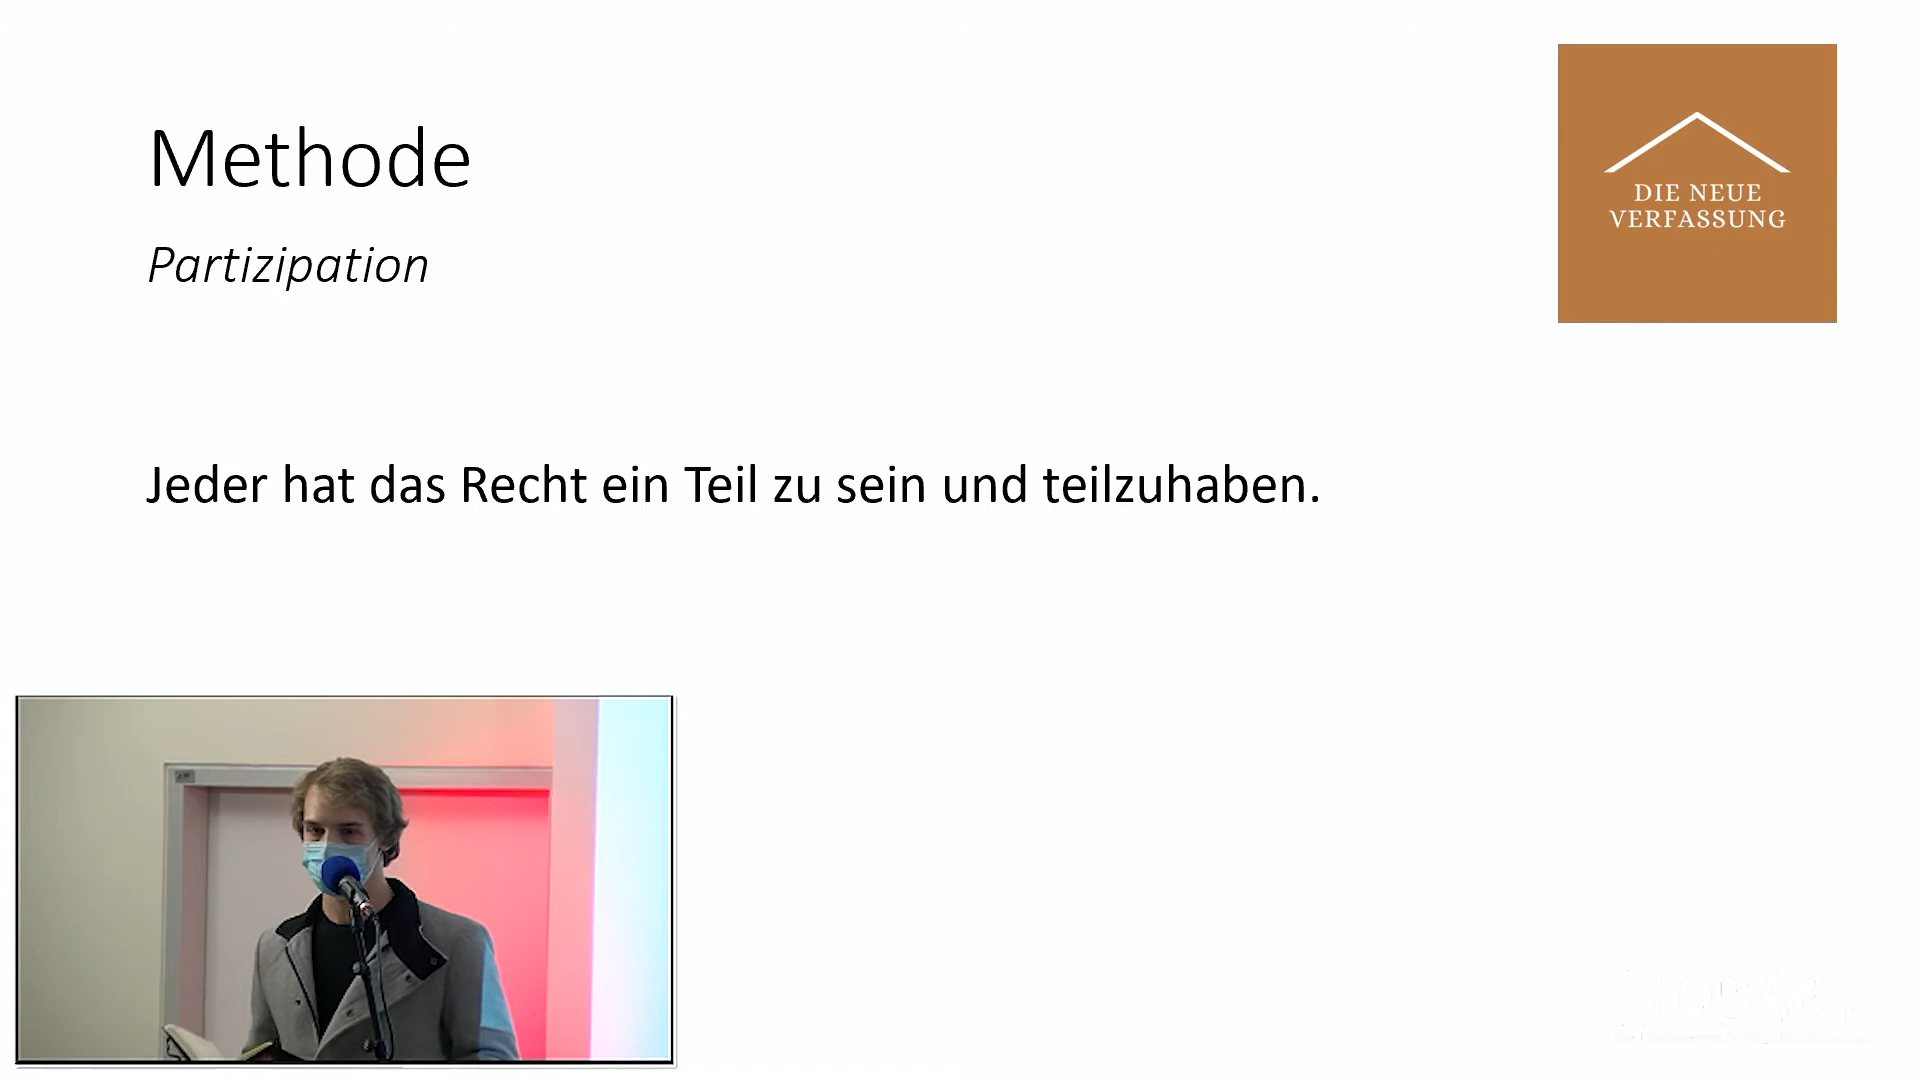 Methode
Partizipation
DIE NEUE
VERFASSUNG
Jeder hat das Recht ein Teil zu sein und teilzuhaben.